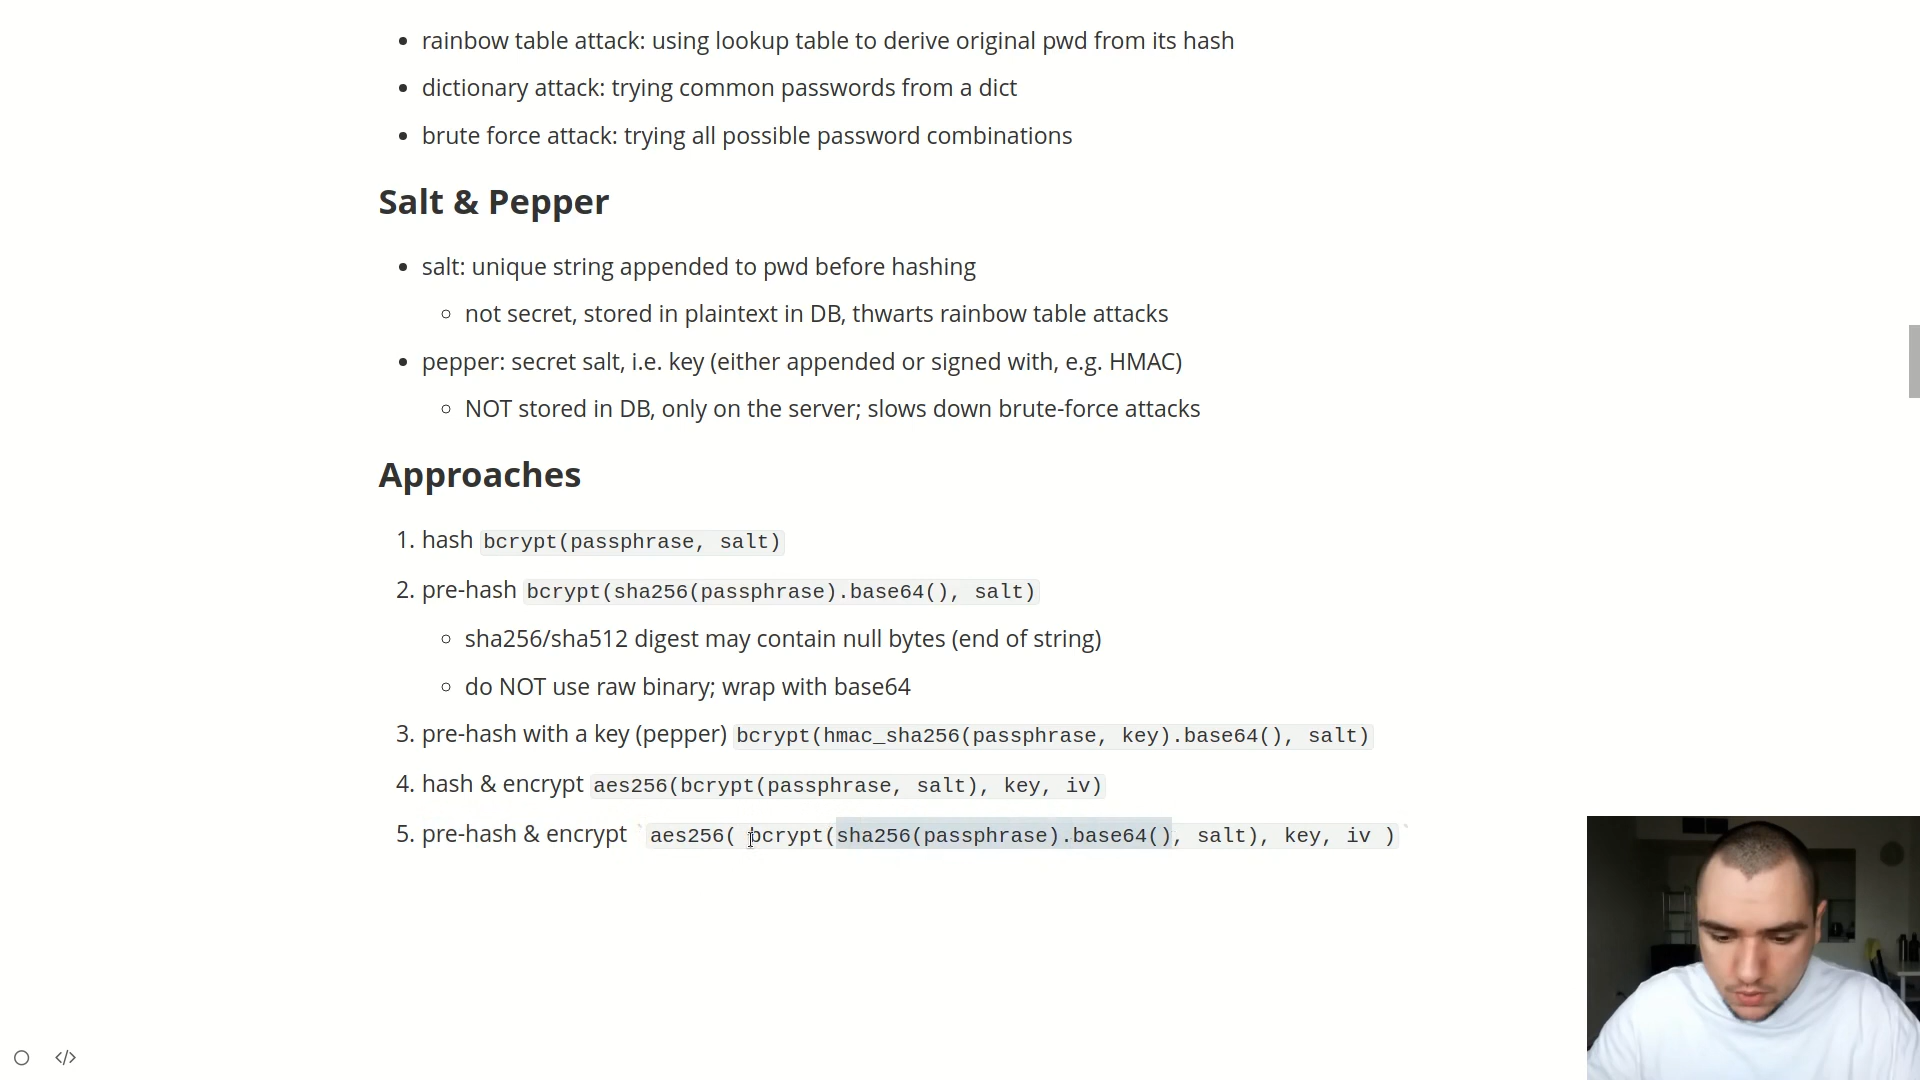 • rainbow table attack: using lookup table to derive original pwd from its hash
• dictionary attack: trying common passwords from a dict
• brute force attack: trying all possible password combinations
Salt & Pepper
• salt: unique string appended to pwd before hashing
◦ not secret, stored in plaintext in DB, thwarts rainbow table attacks
• pepper: secret salt, i.e. key (either appended or signed with, e.g. HMAC)
◦ NOT stored in DB, only on the server; slows down brute-force attacks
Approaches
1. hash bcrypt(passphrase, salt)
2. pre-hash bcrypt(sha256(passphrase).base64(), salt)
◦ sha256/sha512 digest may contain null bytes (end of string)
◦ do NOT use raw binary; wrap with base64
3. pre-hash with a key (pepper) bcrypt(hmac_sha256(passphrase, key).base64(), salt)
4. hash & encrypt aes256(bcrypt(passphrase, salt), key, iv)
5. pre-hash & encrypt `aes256( bcrypt(sha256(passphrase).base64(), salt), key, iv )`